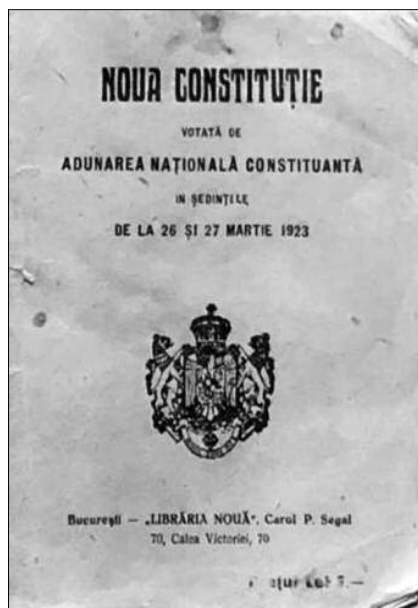 NOUA CONSTITUȚIE
VOTATĂ DE
ADUNAREA NAȚIONALĂ CONSTITUANTĂ
IN ȘEDINȚILE
DE LA 26 ȘI 27 MARTIE 1923
București — „LIBRĂRIA NOUĂ", Carol P. Segal
70, Calea Victoriei, 70